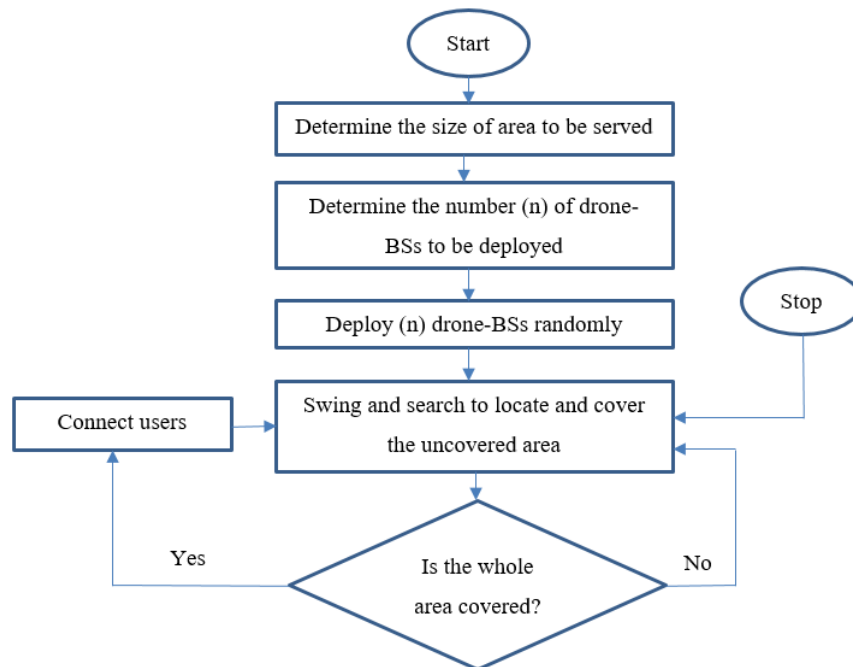 Start
Determine the size of area to be served
Determine the number (n) of drone-
BSs to be deployed
Stop
Deploy (n) drone-BSs randomly
Connect users
Swing and search to locate and cover
the uncovered area
Yes
Is the whole
area covered?
No